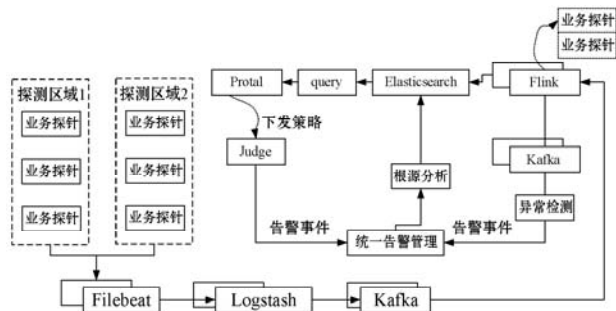 业务探针
业务探针
探测区域1
探测区域2
业务探针
业务探针
业务探针
业务探针
业务探针
业务探针
Protal
query
Elasticsearch
Flink
下发策略
Judge
根源分析
Kafka
异常检测
告警事件
统一告警管理
告警事件
Filebeat
Logstash
Kafka